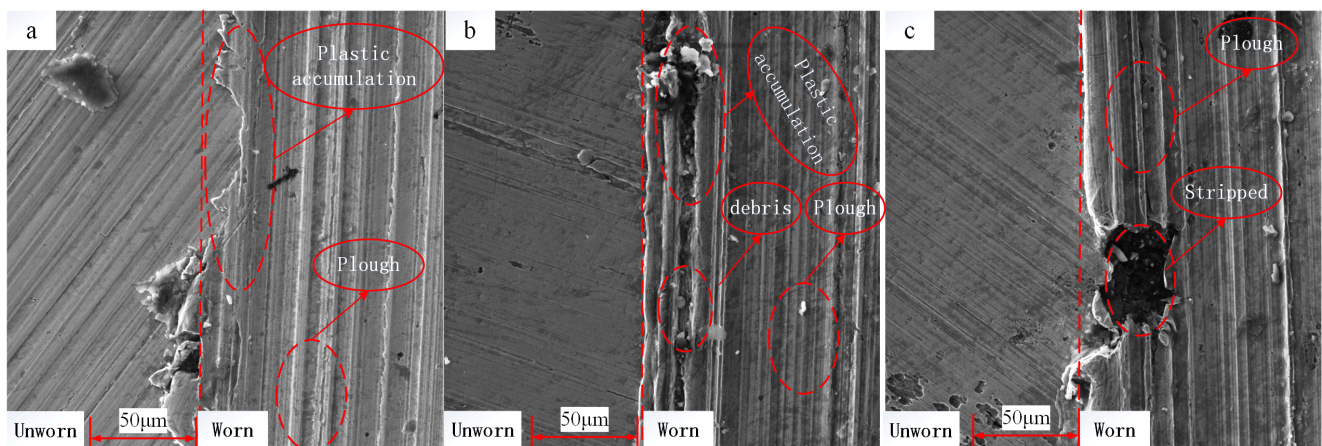 a
Plastic
accumulation
Plough
Unworn
50μm
Worn
b
Plastic
accumulation
debris
Plough
Unworn
50μm
Worn
c
Plough
Stripped
Unworn
50μm
Worn